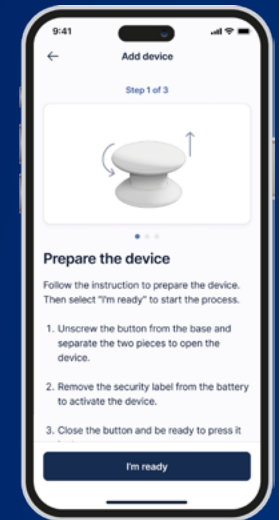 9:41
Add device
Step 1 of 3
Prepare the device
Follow the instruction to prepare the device.
Then select "I'm ready" to start the process.
1. Unscrew the button from the base and
separate the two pieces to open the
device.
2. Remove the security label from the battery
to activate the device.
3. Close the button and be ready to press it
I'm ready